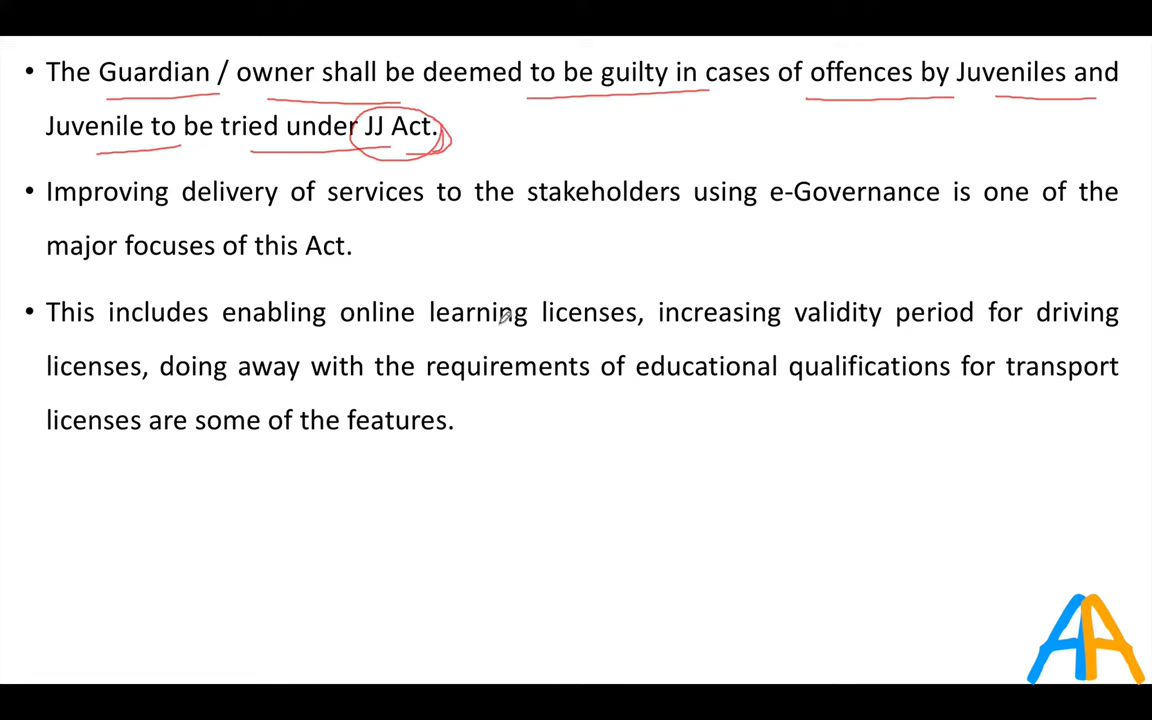 • The Guardian / owner shall be deemed to be guilty in cases of offences by Juveniles and
Juvenile to be tried under JJ Act.
• Improving delivery of services to the stakeholders using e-Governance is one of the
major focuses of this Act.
• This includes enabling online learning licenses, increasing validity period for driving
licenses, doing away with the requirements of educational qualifications for transport
licenses are some of the features.
AA